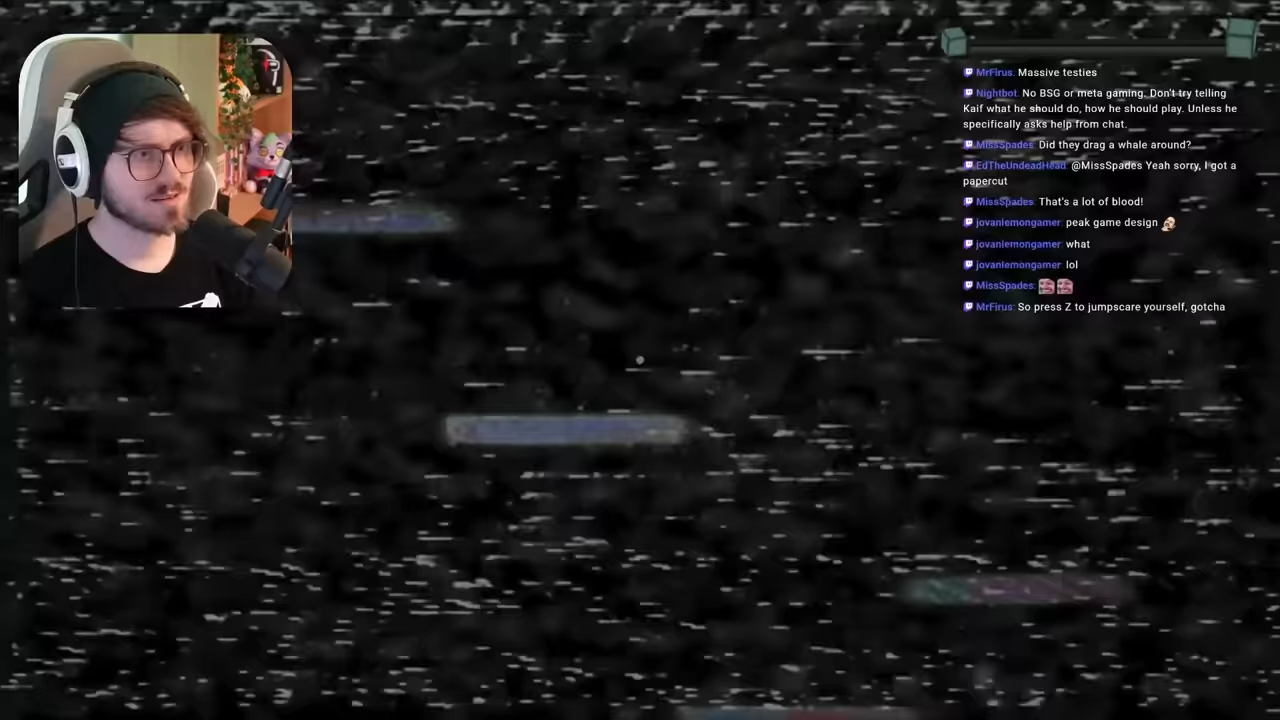 MrFirus: Massive testies
Nightbot: No BSG or meta gaming. Don't try telling
Kaif what he should do, how he should play. Unless he
specifically asks help from chat.
MissSpades: Did they drag a whale around?
EdTheUndeadHead: @MissSpades Yeah sorry, I got a
papercut
MissSpades: That's a lot of blood!
jovanlemongamer: peak game design
jovanlemongamer: what
jovanlemongamer: lol
MissSpades:
MrFirus: So press Z to jumpscare yourself, gotcha